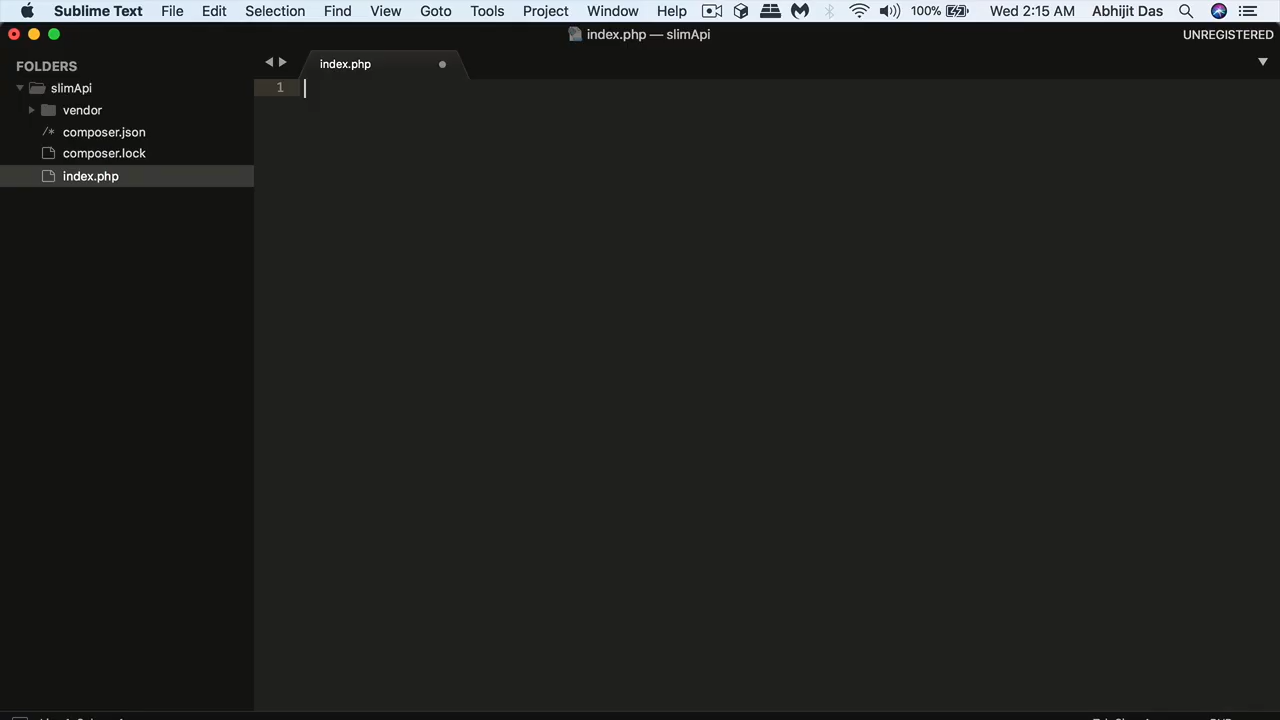 Sublime Text File Edit Selection Find View Goto Tools Project Window Help 100% Wed 2:15 AM Abhijit Das
index.php — slimApi UNREGISTERED
FOLDERS
index.php
slimApi
1
vendor
/* composer.json
composer.lock
index.php